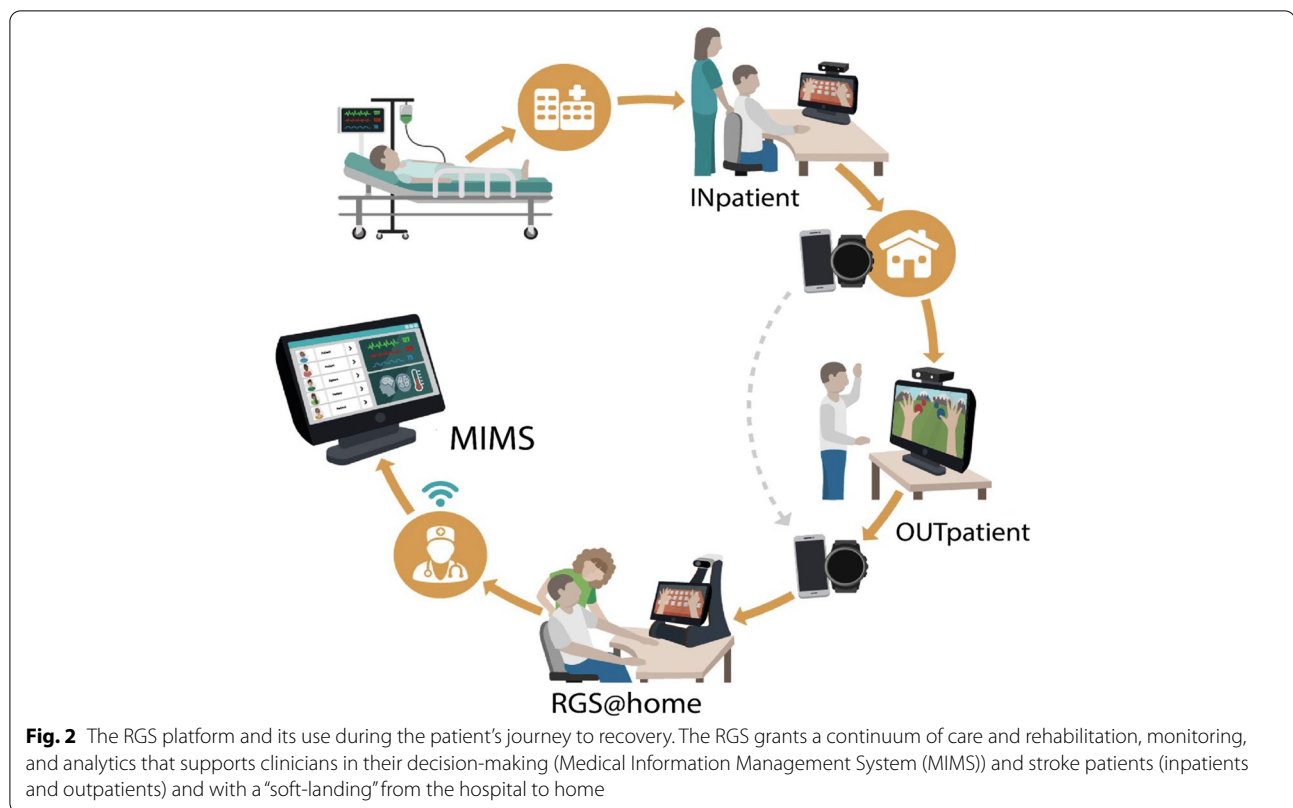 INpatient
OUTpatient
MIMS
RGS@home
Fig. 2 The RGS platform and its use during the patient's journey to recovery. The RGS grants a continuum of care and rehabilitation, monitoring,
and analytics that supports clinicians in their decision-making (Medical Information Management System (MIMS)) and stroke patients (inpatients
and outpatients) and with a “soft-landing” from the hospital to home